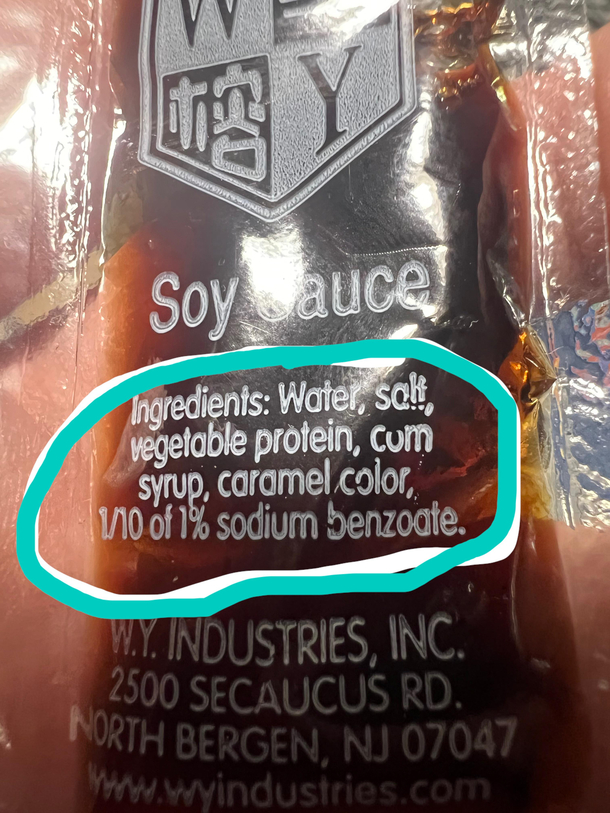 W
榕 Y
Soy Sauce
Ingredients: Water, salt,
vegetable protein, corn
syrup, caramel color,
1/10 of 1% sodium benzoate.
W.Y. INDUSTRIES, INC.
2500 SECAUCUS RD.
NORTH BERGEN, NJ 07047
www.wyindustries.com